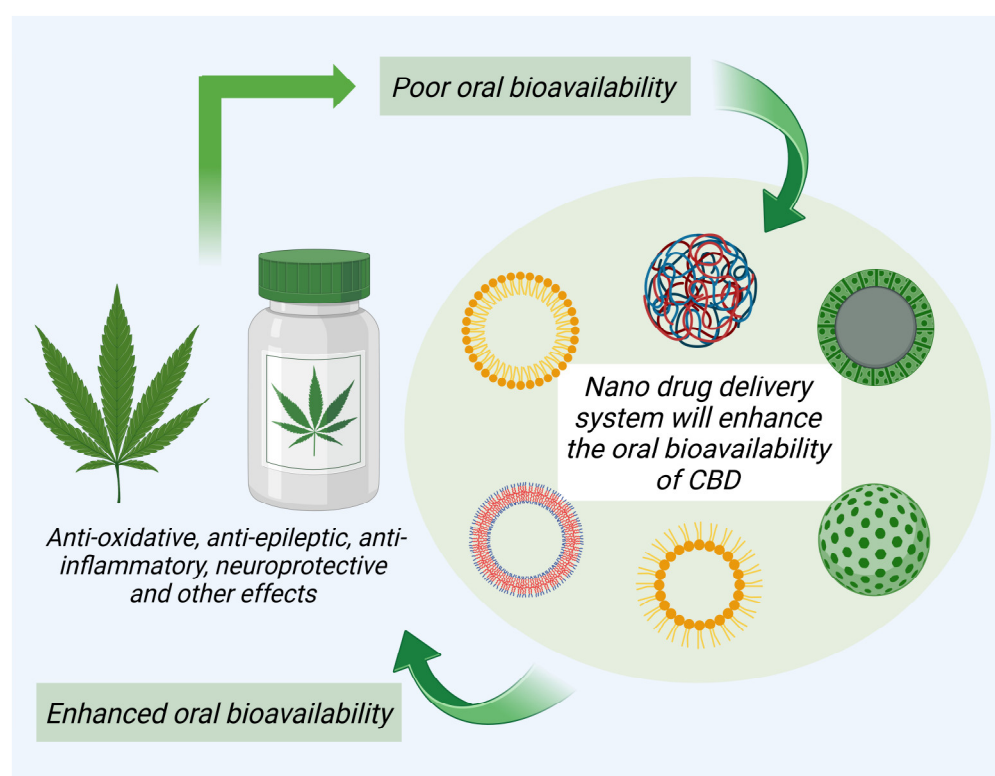 Poor oral bioavailability
Nano drug delivery
system will enhance
the oral bioavailability
of CBD
Anti-oxidative, anti-epileptic, anti-
inflammatory, neuroprotective
and other effects
Enhanced oral bioavailability